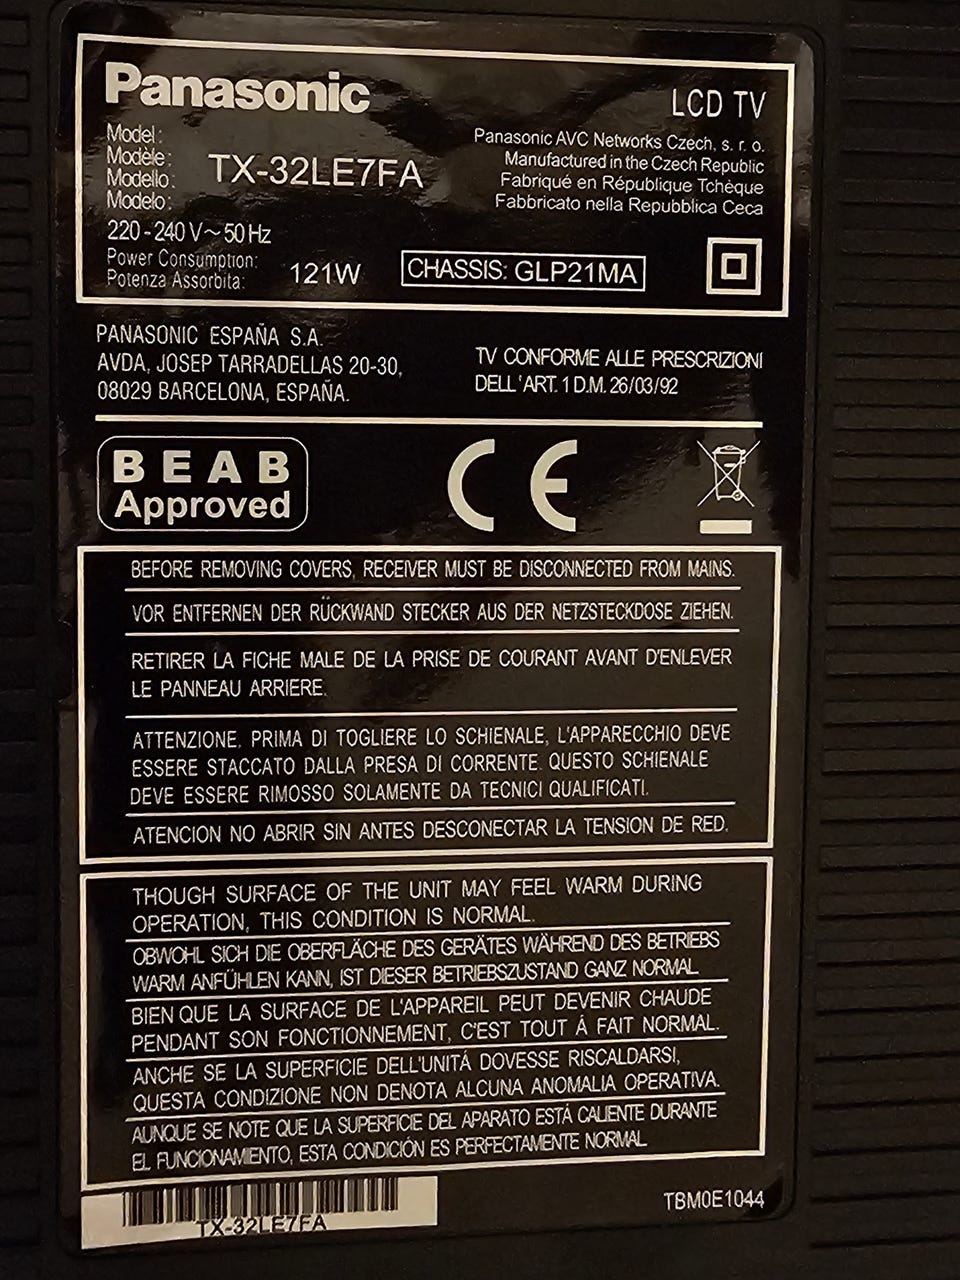 Panasonic
LCD TV
Model:
Modèle:
Modello:
Modelo:
TX-32LE7FA
Panasonic AVC Networks Czech, s. r. o.
Manufactured in the Czech Republic
Fabriqué en République Tchèque
Fabbricato nella Repubblica Ceca
220-240 V~50 Hz
Power Consumption:
Potenza Assorbita:
121W
CHASSIS: GLP21MA
PANASONIC ESPAÑA S.A.
AVDA, JOSEP TARRADELLAS 20-30,
08029 BARCELONA, ESPAÑA.
TV CONFORME ALLE PRESCRIZIONI
DELL'ART. 1 D.M. 26/03/92
BEAB
Approved
CE
BEFORE REMOVING COVERS, RECEIVER MUST BE DISCONNECTED FROM MAINS.
VOR ENTFERNEN DER RÜCKWAND STECKER AUS DER NETZSTECKDOSE ZIEHEN.
RETIRER LA FICHE MALE DE LA PRISE DE COURANT AVANT D'ENLEVER
LE PANNEAU ARRIERE.
ATTENZIONE. PRIMA DI TOGLIERE LO SCHIENALE, L'APPARECCHIO DEVE
ESSERE STACCATO DALLA PRESA DI CORRENTE. QUESTO SCHIENALE
DEVE ESSERE RIMOSSO SOLAMENTE DA TECNICI QUALIFICATI.
ATENCION NO ABRIR SIN ANTES DESCONECTAR LA TENSION DE RED.
THOUGH SURFACE OF THE UNIT MAY FEEL WARM DURING
OPERATION, THIS CONDITION IS NORMAL.
OBWOHL SICH DIE OBERFLÄCHE DES GERÄTES WÄHREND DES BETRIEBS
WARM ANFÜHLEN KANN, IST DIESER BETRIEBSZUSTAND GANZ NORMAL.
BIEN QUE LA SURFACE DE L'APPAREIL PEUT DEVENIR CHAUDE
PENDANT SON FONCTIONNEMENT, C'EST TOUT Á FAIT NORMAL.
ANCHE SE LA SUPERFICIE DELL'UNITÁ DOVESSE RISCALDARSI,
QUESTA CONDIZIONE NON DENOTA ALCUNA ANOMALIA OPERATIVA.
AUNQUE SE NOTE QUE LA SUPERFICIE DEL APARATO ESTÁ CALIENTE DURANTE
EL FUNCIONAMIENTO, ESTA CONDICIÓN ES PERFECTAMENTE NORMAL.
TX-32LE7FA
TBM0E1044